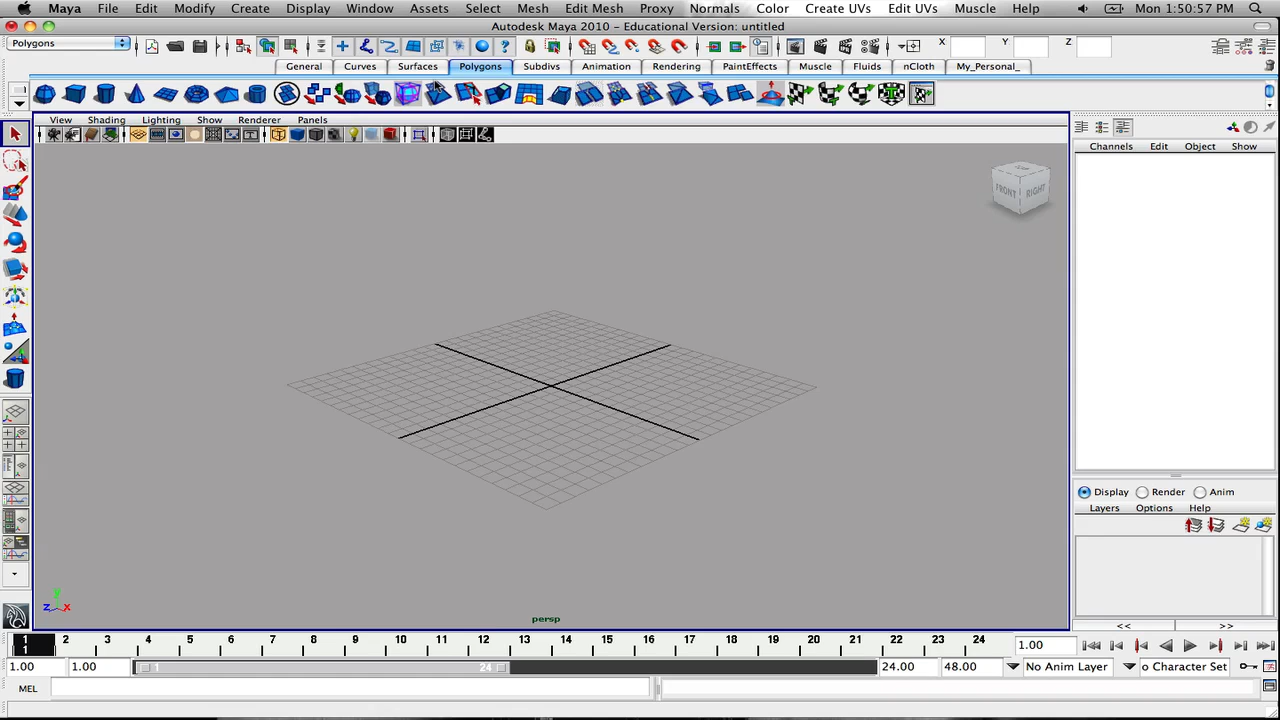 Maya File Edit Modify Create Display Window Assets Select Mesh Edit Mesh Proxy Normals Color Create UVs Edit UVs Muscle Help Mon 1:50:57 PM
Autodesk Maya 2010 - Educational Version: untitled
Polygons X Y Z
General Curves Surfaces Polygons Subdivs Animation Rendering PaintEffects Muscle Fluids nCloth My_Personal_
View Shading Lighting Show Renderer Panels
Channels Edit Object Show
FRONT RIGHT
Display Render Anim
Layers Options Help
y
z x
persp
<< >>
1 2 3 4 5 6 7 8 9 10 11 12 13 14 15 16 17 18 19 20 21 22 23 24
1 1.00
1.00 1.00 1 24 24.00 48.00 No Anim Layer o Character Set
MEL